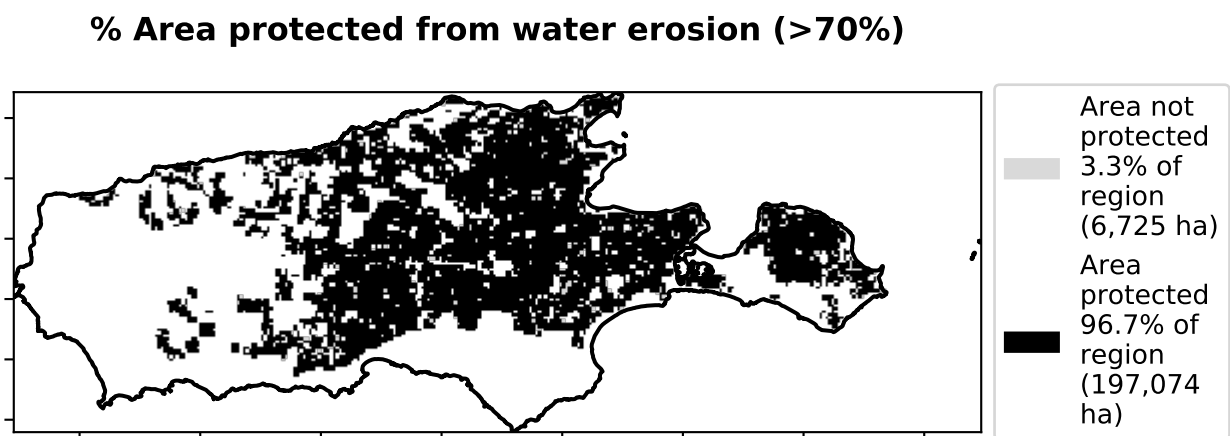 % Area protected from water erosion (>70%)
Area not
protected
3.3% of
region
(6,725 ha)
Area
protected
96.7% of
region
(197,074
ha)